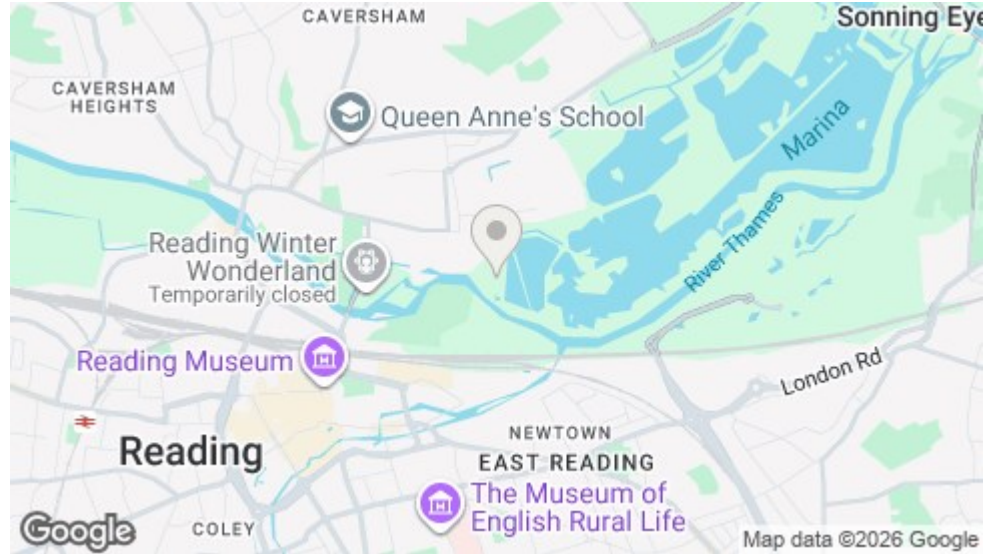 CAVERSHAM
Sonning Eye
CAVERSHAM
HEIGHTS
Queen Anne's School
Marina
River Thames
Reading Winter
Wonderland
Temporarily closed
Reading Museum
London Rd
Reading
NEWTOWN
EAST READING
The Museum of
English Rural Life
COLEY
Google
Map data ©2026 Google